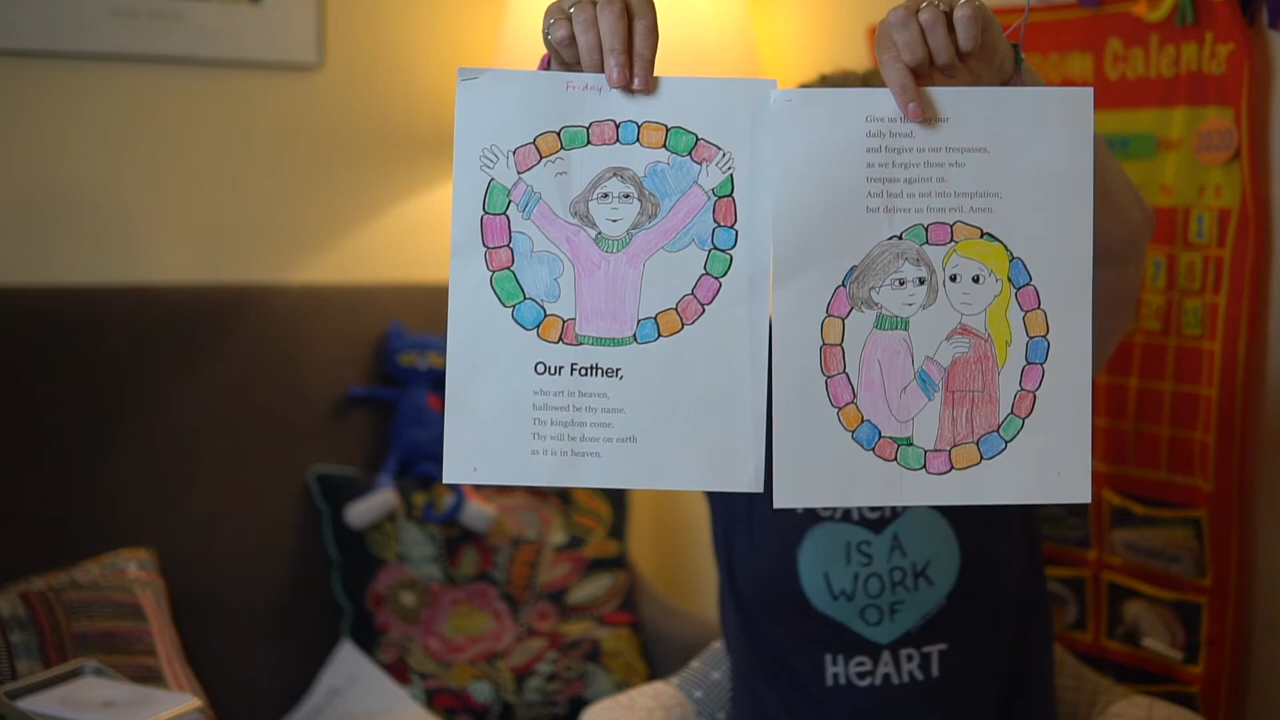 Friday
Our Father,
who art in heaven,
hallowed be thy name.
Thy kingdom come.
Thy will be done on earth
as it is in heaven.
Give us this day our
daily bread,
and forgive us our trespasses,
as we forgive those who
trespass against us.
And lead us not into temptation;
but deliver us from evil. Amen.
IS A
WORK
OF
HEART
Calendar
2020